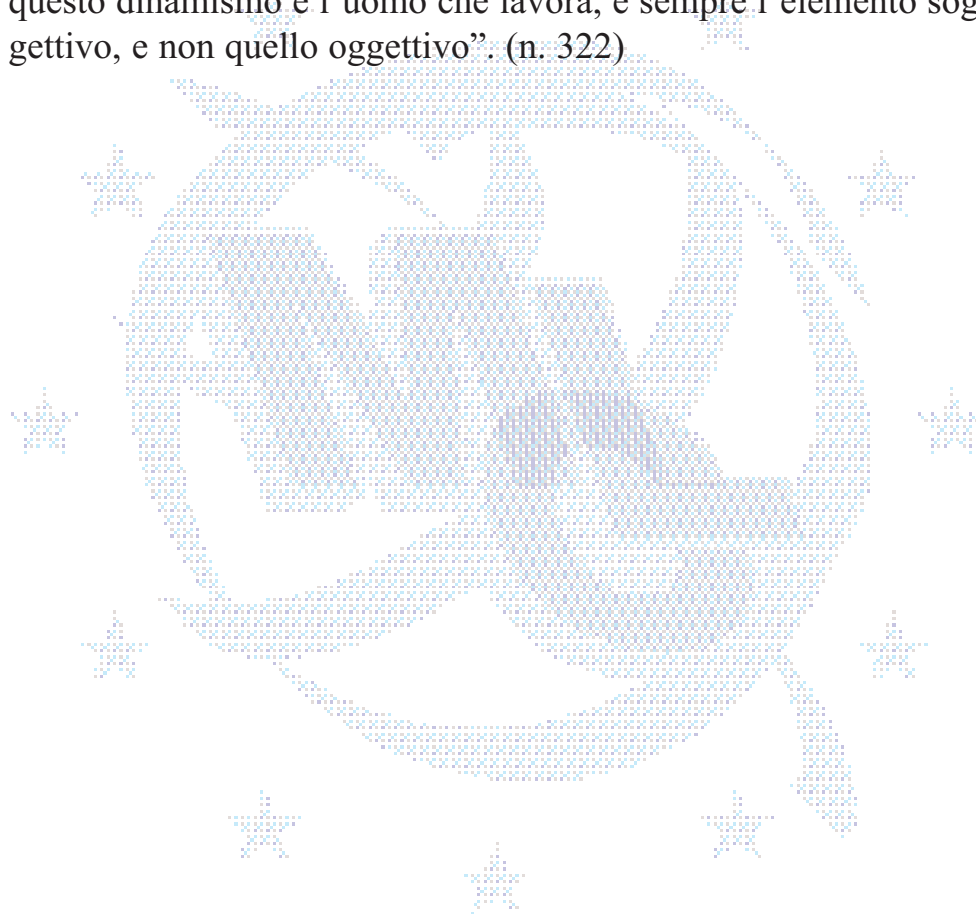 questo dinamismo è l'uomo che lavora, è sempre l'elemento sog
gettivo, e non quello oggettivo”. (n. 322)